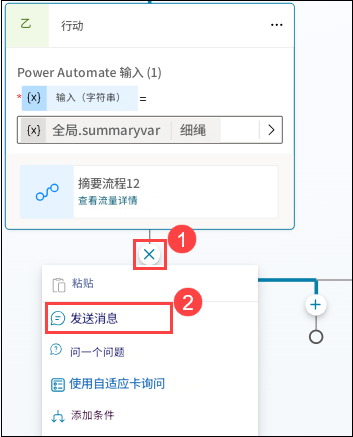 乙 行动 ...
Power Automate 输入 (1)
* {x} 输入（字符串） =
{x} 全局.summaryvar 细绳
摘要流程12
查看流量详情
1
粘贴
2
发送消息
问一个问题
使用自适应卡询问
添加条件